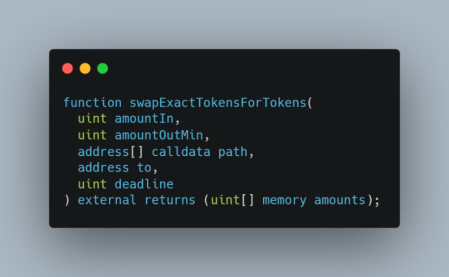 function swapExactTokensForTokens(
  uint amountIn,
  uint amountOutMin,
  address[] calldata path,
  address to,
  uint deadline
) external returns (uint[] memory amounts);